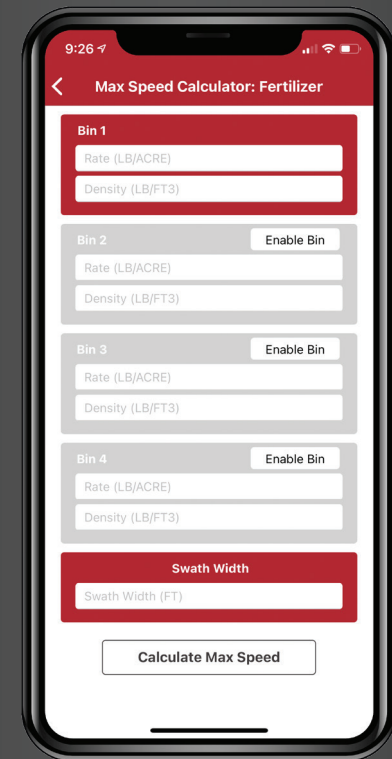 9:26
Max Speed Calculator: Fertilizer
Bin 1
Rate (LB/ACRE)
Density (LB/FT3)
Bin 2 Enable Bin
Rate (LB/ACRE)
Density (LB/FT3)
Bin 3 Enable Bin
Rate (LB/ACRE)
Density (LB/FT3)
Bin 4 Enable Bin
Rate (LB/ACRE)
Density (LB/FT3)
Swath Width
Swath Width (FT)
Calculate Max Speed